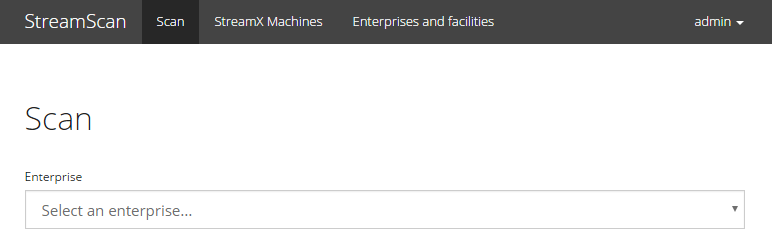 StreamScan Scan StreamX Machines Enterprises and facilities admin
Scan
Enterprise
Select an enterprise...